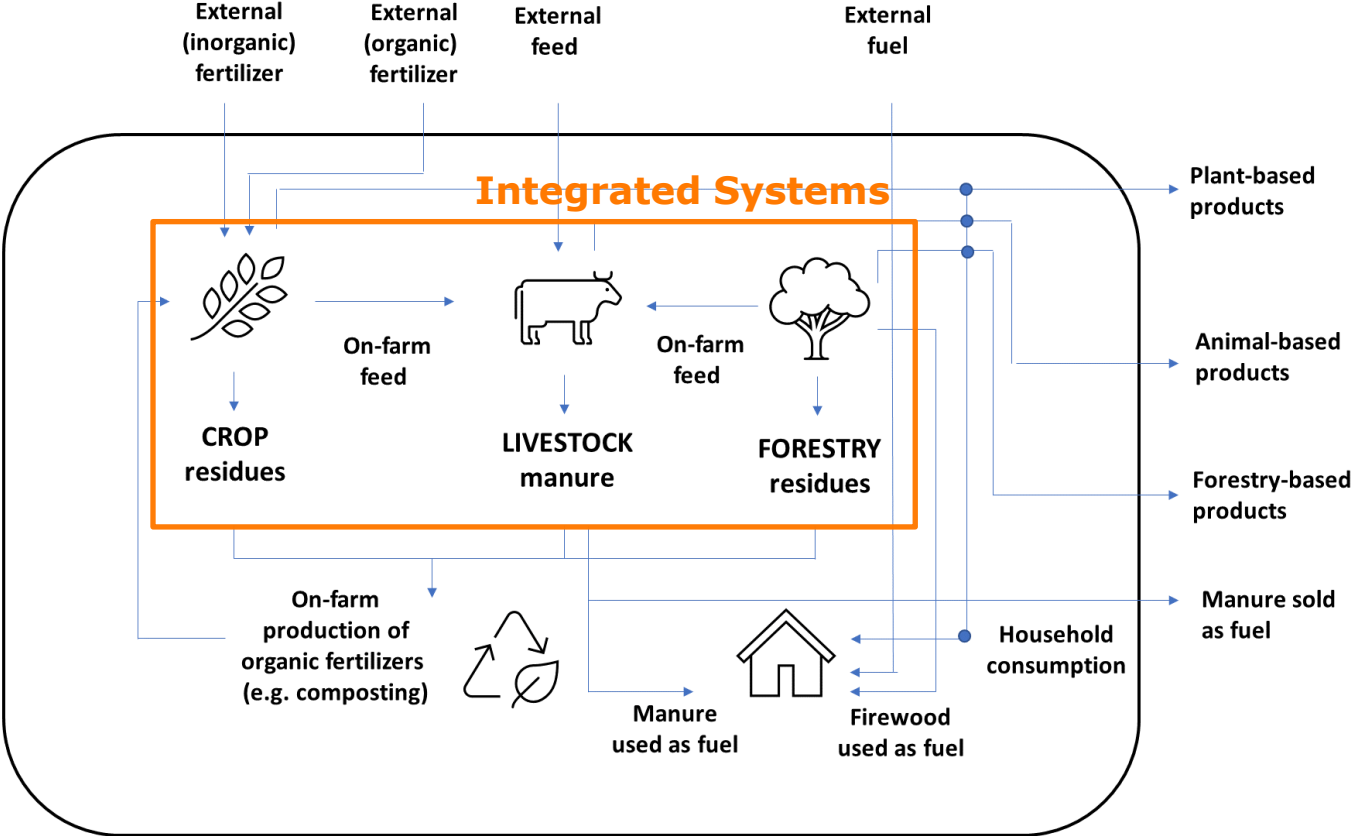 External
(inorganic)
fertilizer
External
(organic)
fertilizer
External
feed
External
fuel
Integrated Systems
Plant-based
products
On-farm
feed
On-farm
feed
Animal-based
products
CROP
residues
LIVESTOCK
manure
FORESTRY
residues
Forestry-based
products
On-farm
production of
organic fertilizers
(e.g. composting)
Manure sold
as fuel
Household
consumption
Manure
used as fuel
Firewood
used as fuel